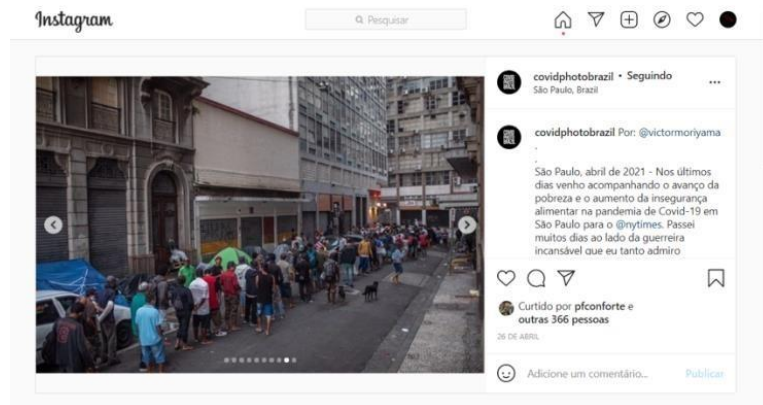 Instagram
Pesquisar
covidphotobrazil • Seguindo
São Paulo, Brazil
covidphotobrazil Por: @victormoriyama
.
.
São Paulo, abril de 2021 - Nos últimos
dias venho acompanhando o avanço da
pobreza e o aumento da insegurança
alimentar na pandemia de Covid-19 em
São Paulo para o @nytimes. Passei
muitos dias ao lado da guerreira
incansável que eu tanto admiro
Curtido por pfconforte e
outras 366 pessoas
26 DE ABRIL
Adicione um comentário...
Publicar